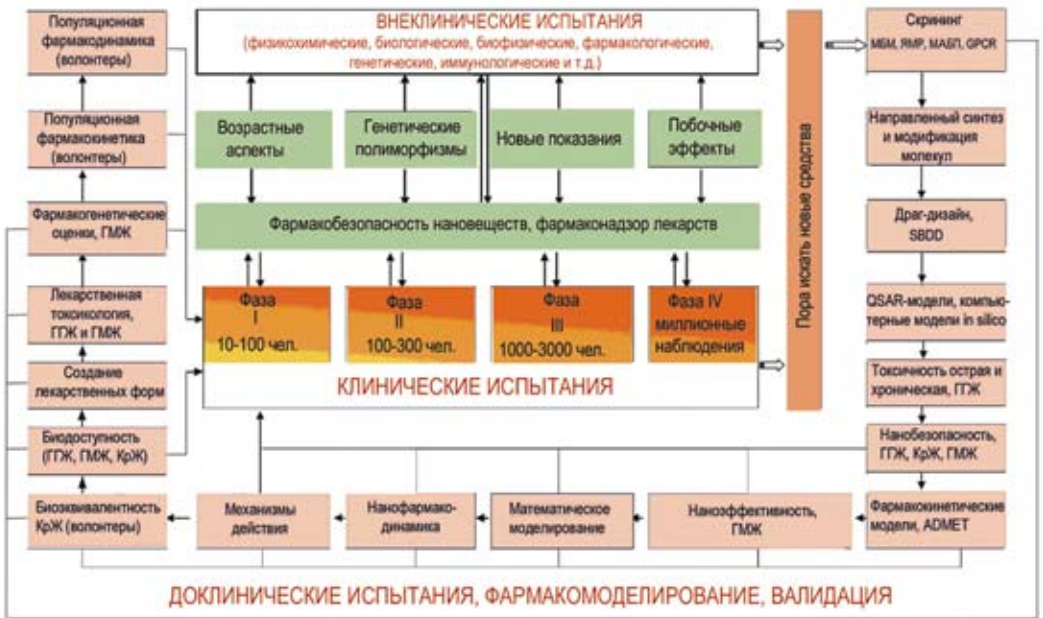 Популяционная
фармакодинамика
(волонтеры)
Популяционная
фармакокинетика
(волонтеры)
Фармакогенетические
сценки, ГМЖ
Лекарственная
токсикология,
ГГЖ и ГМЖ
Создание
лекарственных форм
Биодоступность
(ГГЖ, ГМЖ, КрЖ)
Биоэквивалентность
КрЖ (волонтеры)
ВНЕКЛИНИЧЕСКИЕ ИСПЫТАНИЯ
(физикохимические, биологические, биофизические, фармакологические,
генетические, иммунологические и т.д.)
Возрастные
аспекты
Генетические
полиморфизмы
Новые показания
Побочные
эффекты
Фармакобезопасность нановеществ, фармаконадзор лекарств
Фаза
I
10-100 чел.
Фаза
II
100-300 чел.
Фаза
III
1000-3000 чел.
Фаза IV
миллионные
наблюдения
КЛИНИЧЕСКИЕ ИСПЫТАНИЯ
Пора искать новые средства
Скрининг
МБМ, ЯМР, МАБП, GPCR
Направленный синтез
и модификация
молекул
Драг-дизайн,
SBDD
QSAR-модели, компью-
терные модели in silico
Токсичность острая и
хроническая, ГГЖ
Нанобезопасность,
ГГЖ, КрЖ, ГМЖ
Фармакокинетические
модели, ADMET
Механизмы
действия
Нанофармако-
динамика
Математическое
моделирование
Наноэффективность,
ГМЖ
ДОКЛИНИЧЕСКИЕ ИСПЫТАНИЯ, ФАРМАКОМОДЕЛИРОВАНИЕ, ВАЛИДАЦИЯ